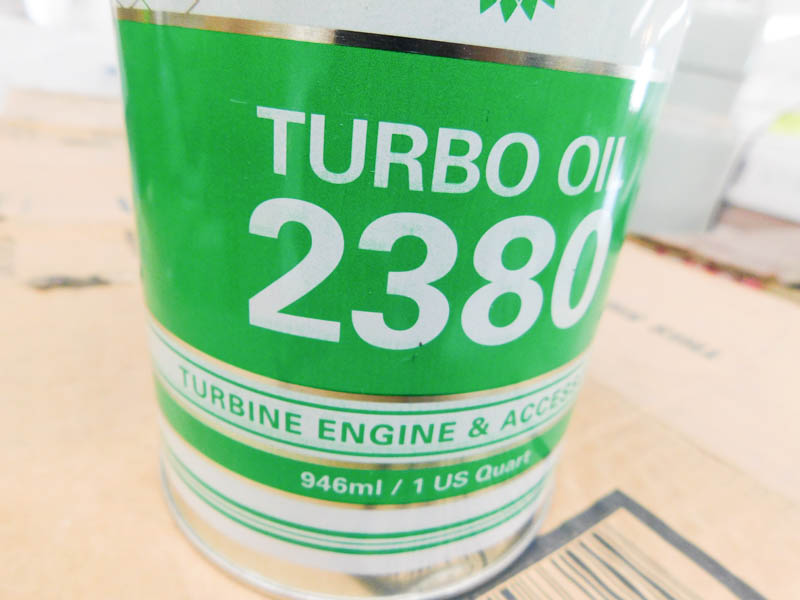 TURBO OIL
2380
TURBINE ENGINE & ACCESS
946ml / 1 US Quart